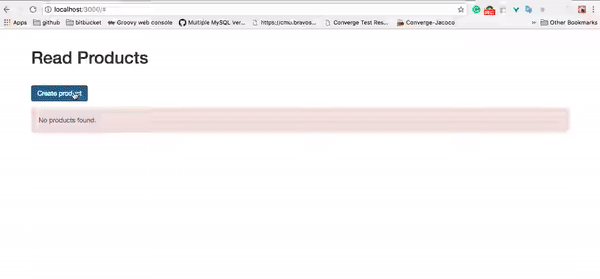 localhost:3000/#
Apps github bitbucket Groovy web console Multiple MySQL Ver... https://cmu.bravos... Converge Test Res... Converge-Jacoco » Other Bookmarks
Read Products
Create product
No products found.